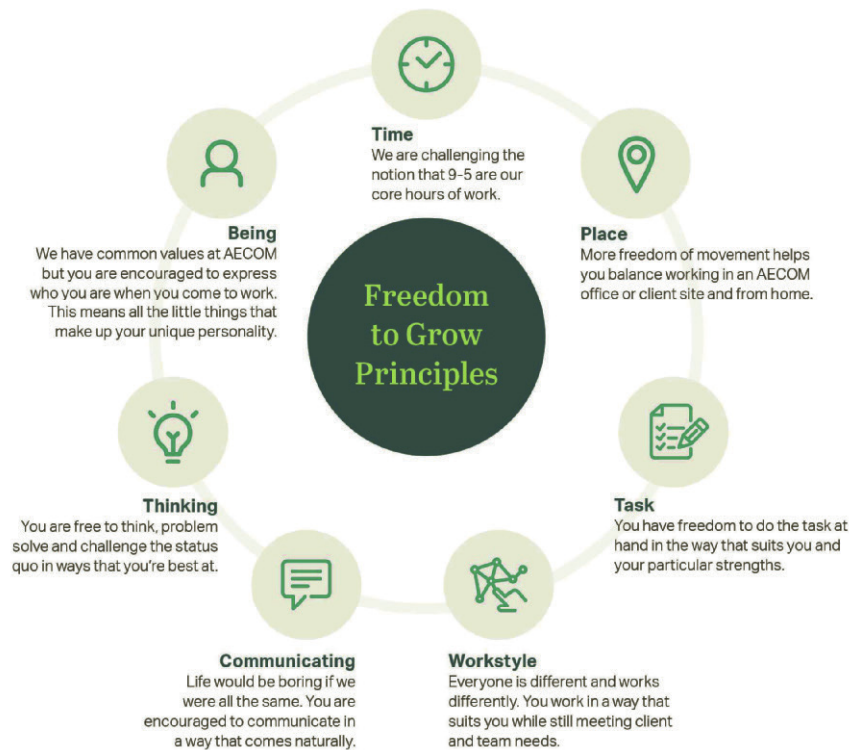 Freedom
to Grow
Principles
Time
We are challenging the
notion that 9-5 are our
core hours of work.
Place
More freedom of movement helps
you balance working in an AECOM
office or client site and from home.
Task
You have freedom to do the task at
hand in the way that suits you and
your particular strengths.
Workstyle
Everyone is different and works
differently. You work in a way that
suits you while still meeting client
and team needs.
Communicating
Life would be boring if we
were all the same. You are
encouraged to communicate in
a way that comes naturally.
Thinking
You are free to think, problem
solve and challenge the status
quo in ways that you're best at.
Being
We have common values at AECOM
but you are encouraged to express
who you are when you come to work.
This means all the little things that
make up your unique personality.